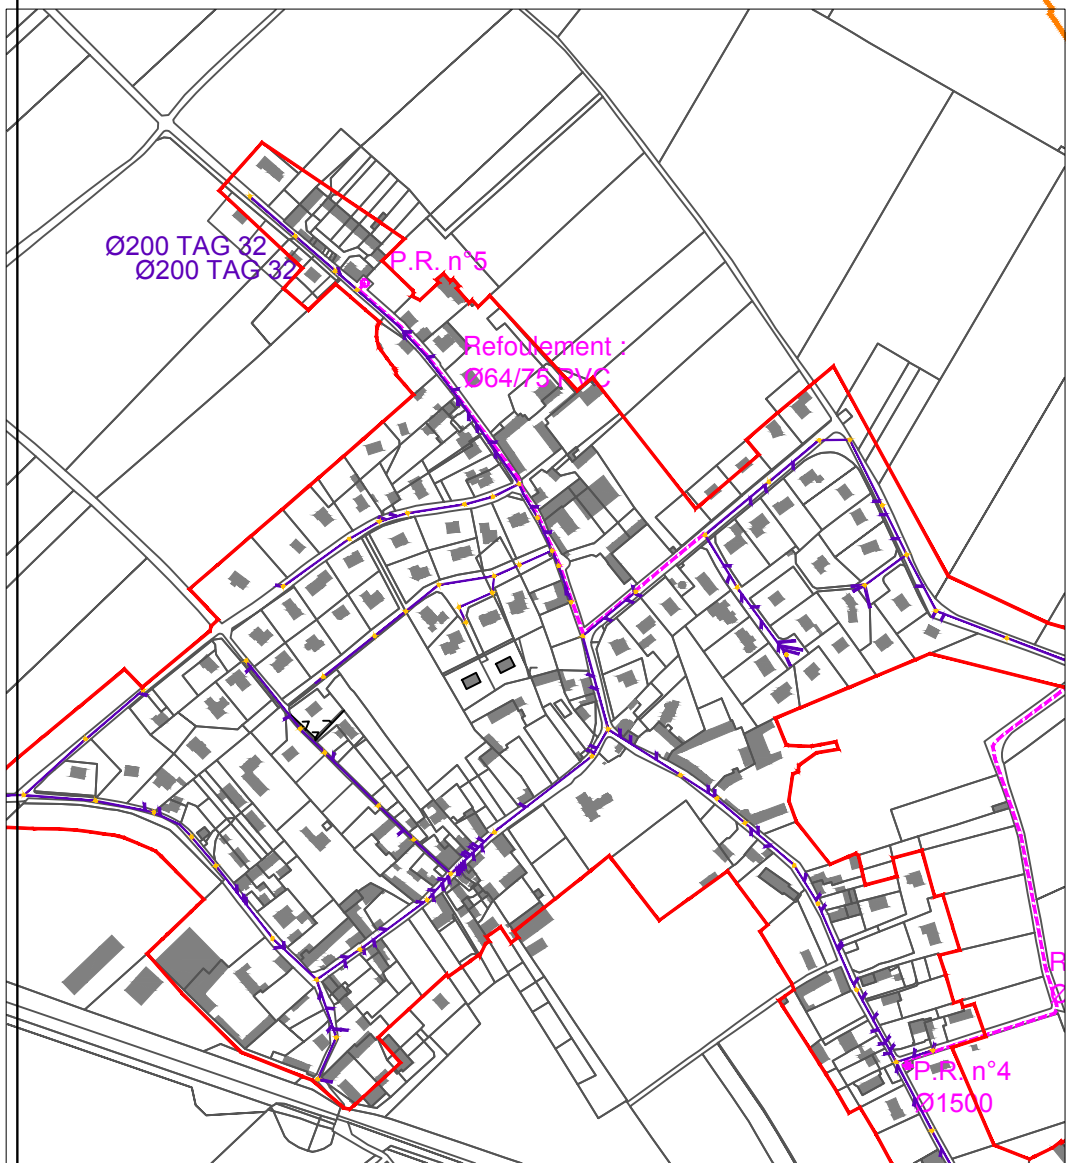 Ø200 TAG 32
Ø200 TAG 32
P.R. n°5
Refoulement :
Ø64/75 PVC
R
Ø
P.R. n°4
Ø1500